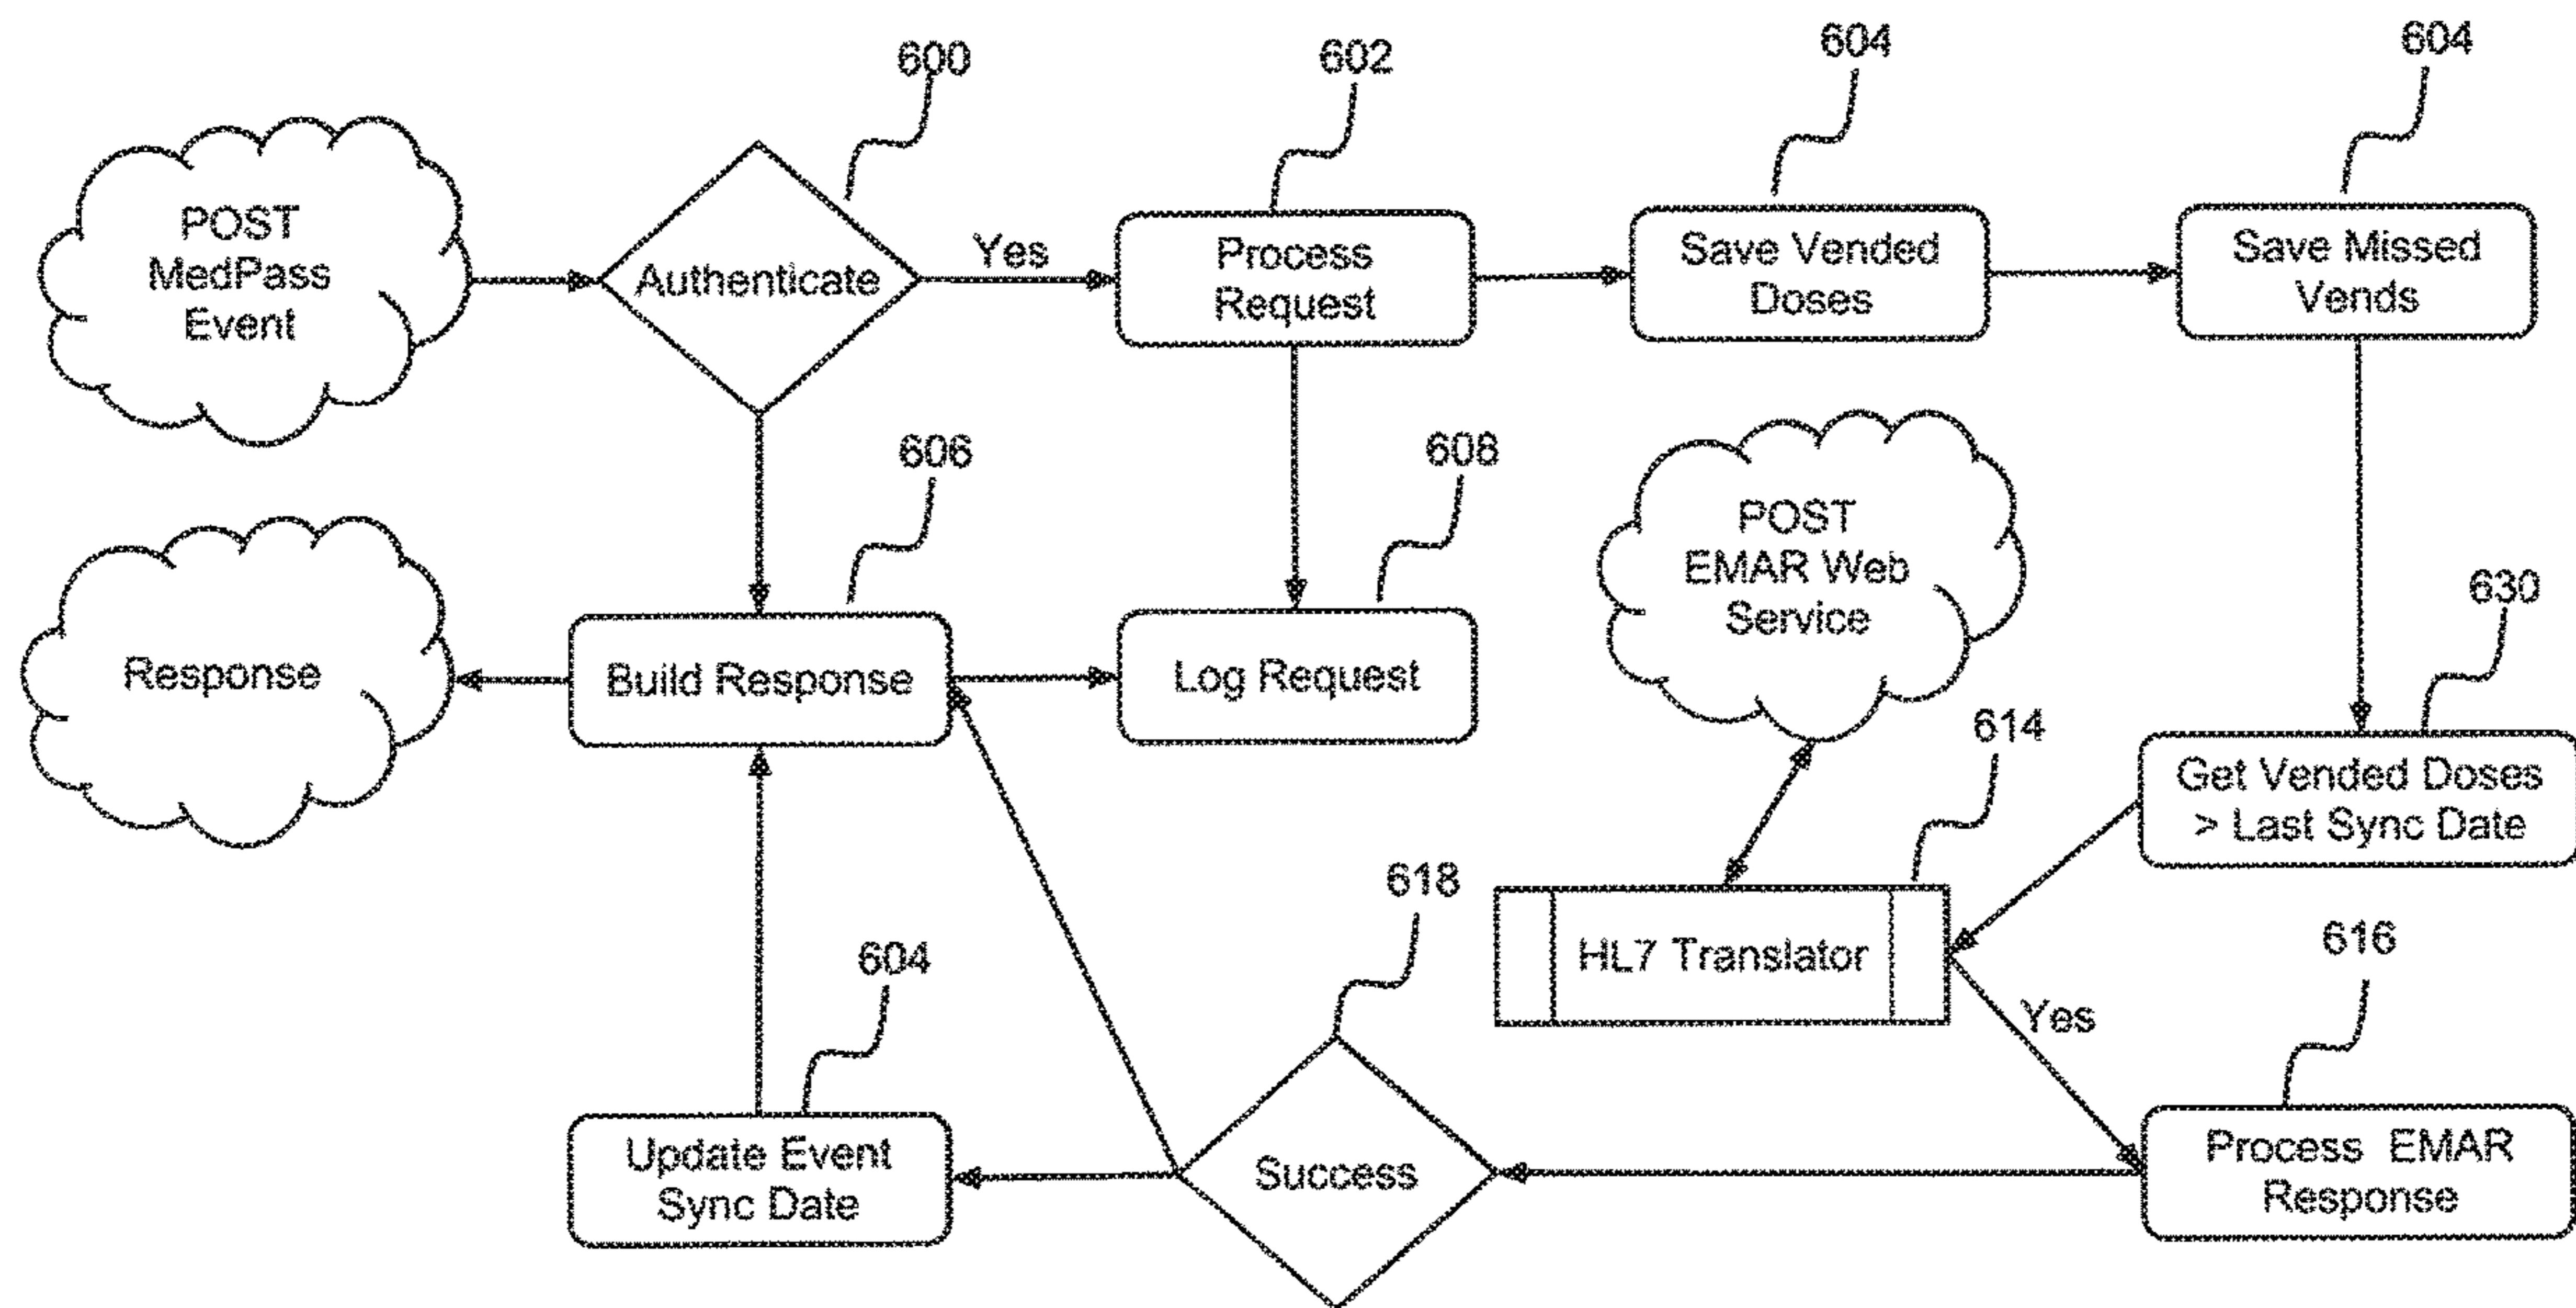 600
602
604
604
POST
MedPass
Event
Authenticate
Yes
Process
Request
Save Vended
Doses
Save Missed
Vends
606
608
POST
EMAR Web
Service
630
Response
Build Response
Log Request
614
Get Vended Doses
> Last Sync Date
618
HL7 Translator
616
604
Yes
Update Event
Sync Date
Success
Process EMAR
Response